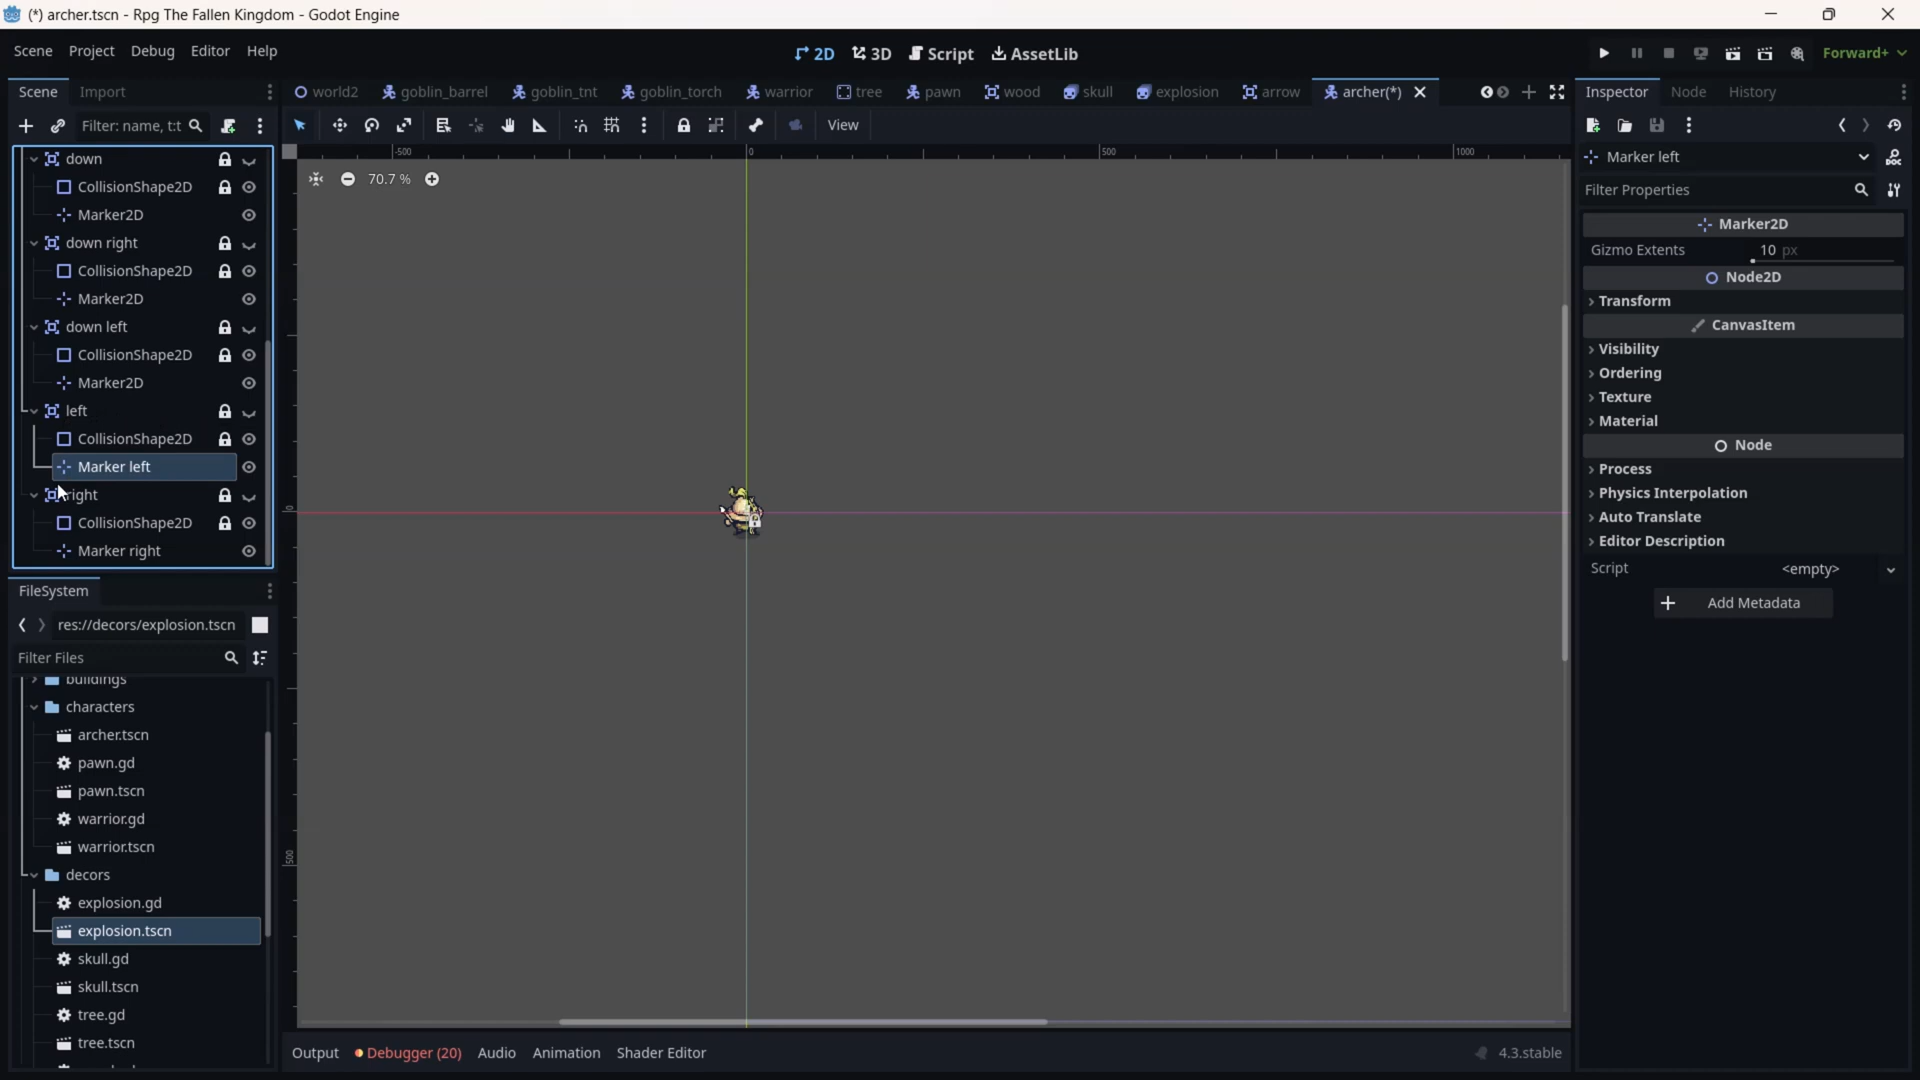 (*) archer.tscn - Rpg The Fallen Kingdom - Godot Engine
Scene Project Debug Editor Help
2D 3D Script AssetLib
Forward+
Scene Import
world2 goblin_barrel goblin_tnt goblin_torch warrior tree pawn wood skull explosion arrow archer(*)
Inspector Node History
Filter: name, t:t
View
-500 0 500 1000
70.7 %
Marker left
Filter Properties
Marker2D
Gizmo Extents 10 px
Node2D
Transform
CanvasItem
Visibility
Ordering
Texture
Material
Node
Process
Physics Interpolation
Auto Translate
Editor Description
Script <empty>
Add Metadata
down
CollisionShape2D
Marker2D
down right
CollisionShape2D
Marker2D
down left
CollisionShape2D
Marker2D
left
CollisionShape2D
Marker left
right
CollisionShape2D
Marker right
0
500
FileSystem
res://decors/explosion.tscn
Filter Files
buildings
characters
archer.tscn
pawn.gd
pawn.tscn
warrior.gd
warrior.tscn
decors
explosion.gd
explosion.tscn
skull.gd
skull.tscn
tree.gd
tree.tscn
Output Debugger (20) Audio Animation Shader Editor
4.3.stable